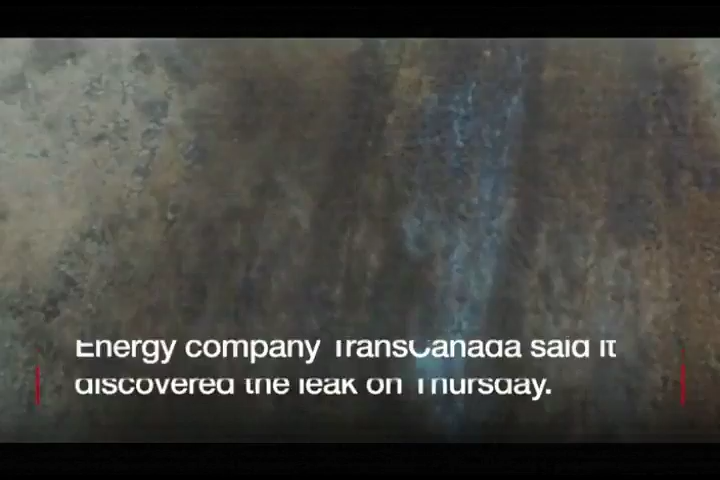 Energy company TransCanada said it
discovered the leak on Thursday.